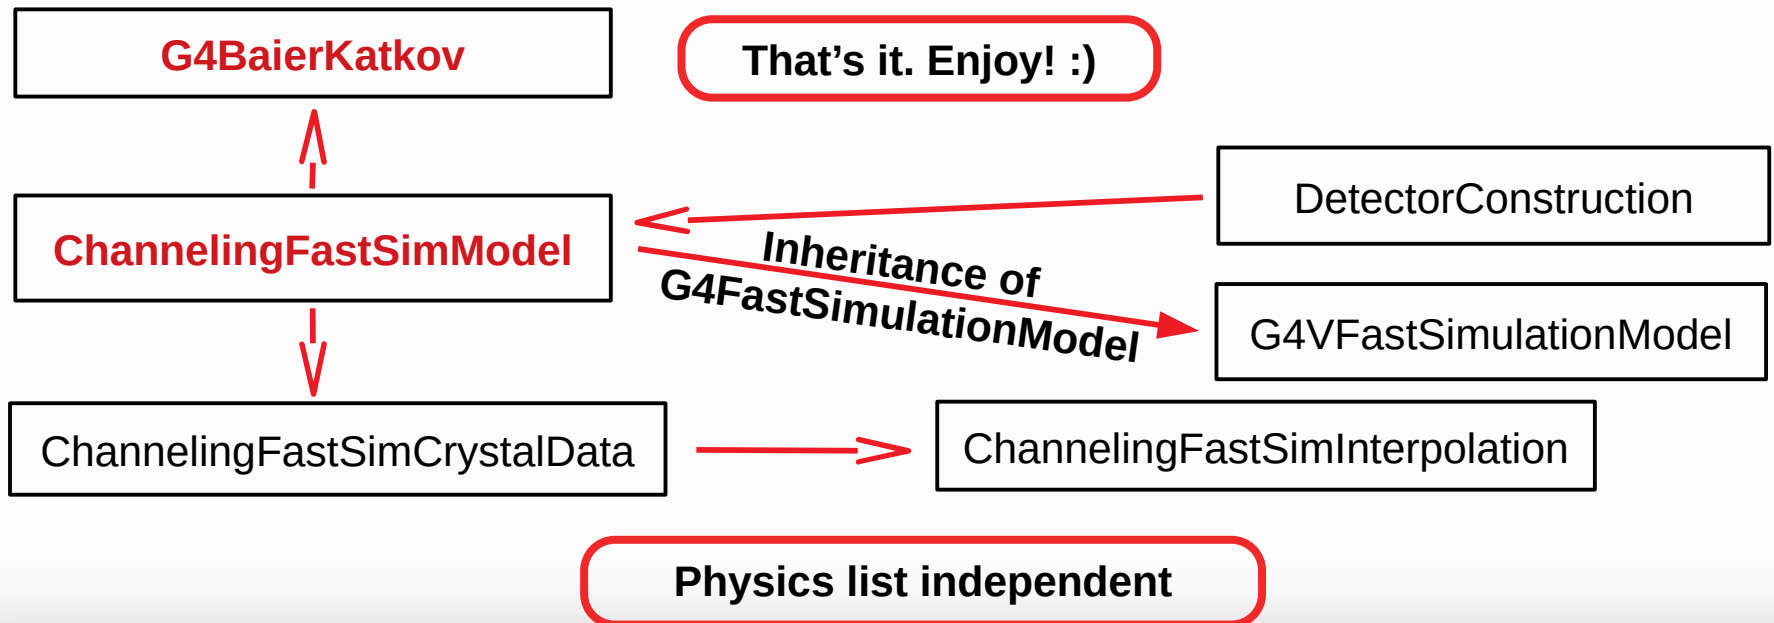 G4BaierKatkov
That’s it. Enjoy! :)
DetectorConstruction
ChannelingFastSimModel
Inheritance of
G4FastSimulationModel
G4VFastSimulationModel
ChannelingFastSimCrystalData
ChannelingFastSimInterpolation
Physics list independent